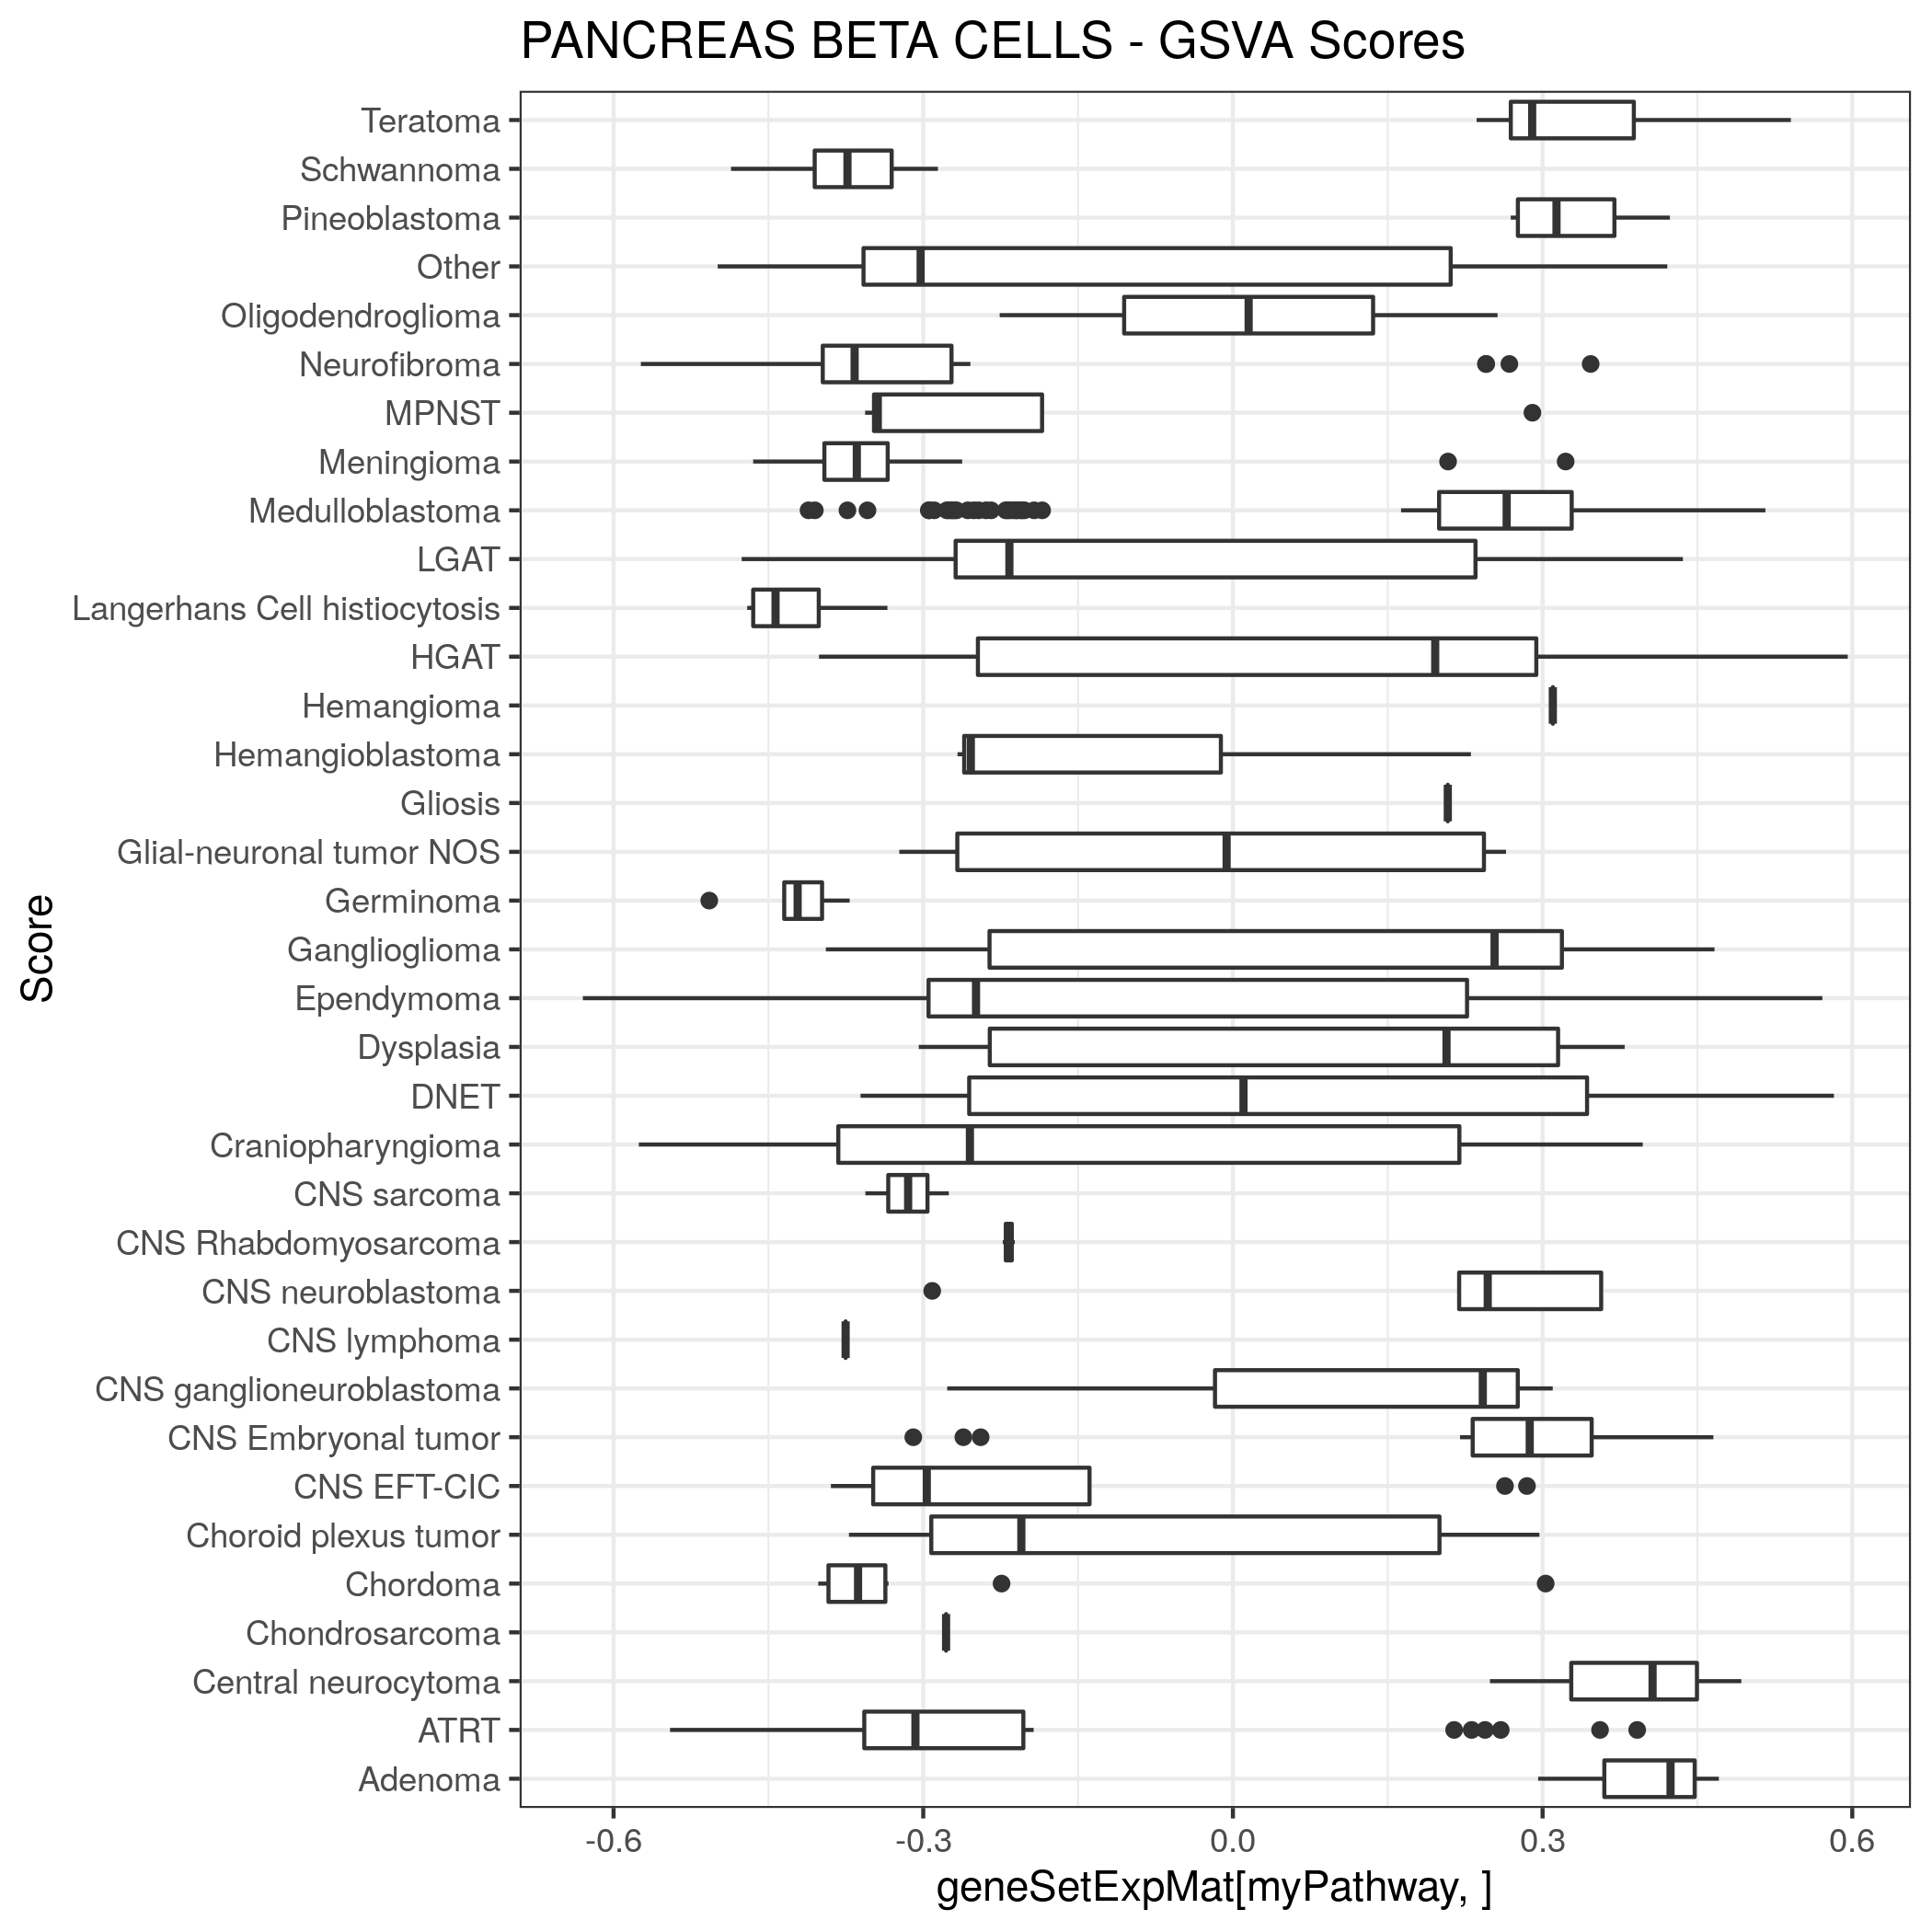 PANCREAS BETA CELLS - GSVA Scores
Teratoma
Schwannoma
Pineoblastoma
Other
Oligodendroglioma
Neurofibroma
MPNST
Meningioma
Medulloblastoma
LGAT
Langerhans Cell histiocytosis
HGAT
Hemangioma
Hemangioblastoma
Gliosis
Glial-neuronal tumor NOS
Germinoma
Ganglioglioma
Ependymoma
Dysplasia
DNET
Craniopharyngioma
CNS sarcoma
CNS Rhabdomyosarcoma
CNS neuroblastoma
CNS lymphoma
CNS ganglioneuroblastoma
CNS Embryonal tumor
CNS EFT-CIC
Choroid plexus tumor
Chordoma
Chondrosarcoma
Central neurocytoma
ATRT
Adenoma
Score
-0.6 -0.3 0.0 0.3 0.6
geneSetExpMat[myPathway, ]